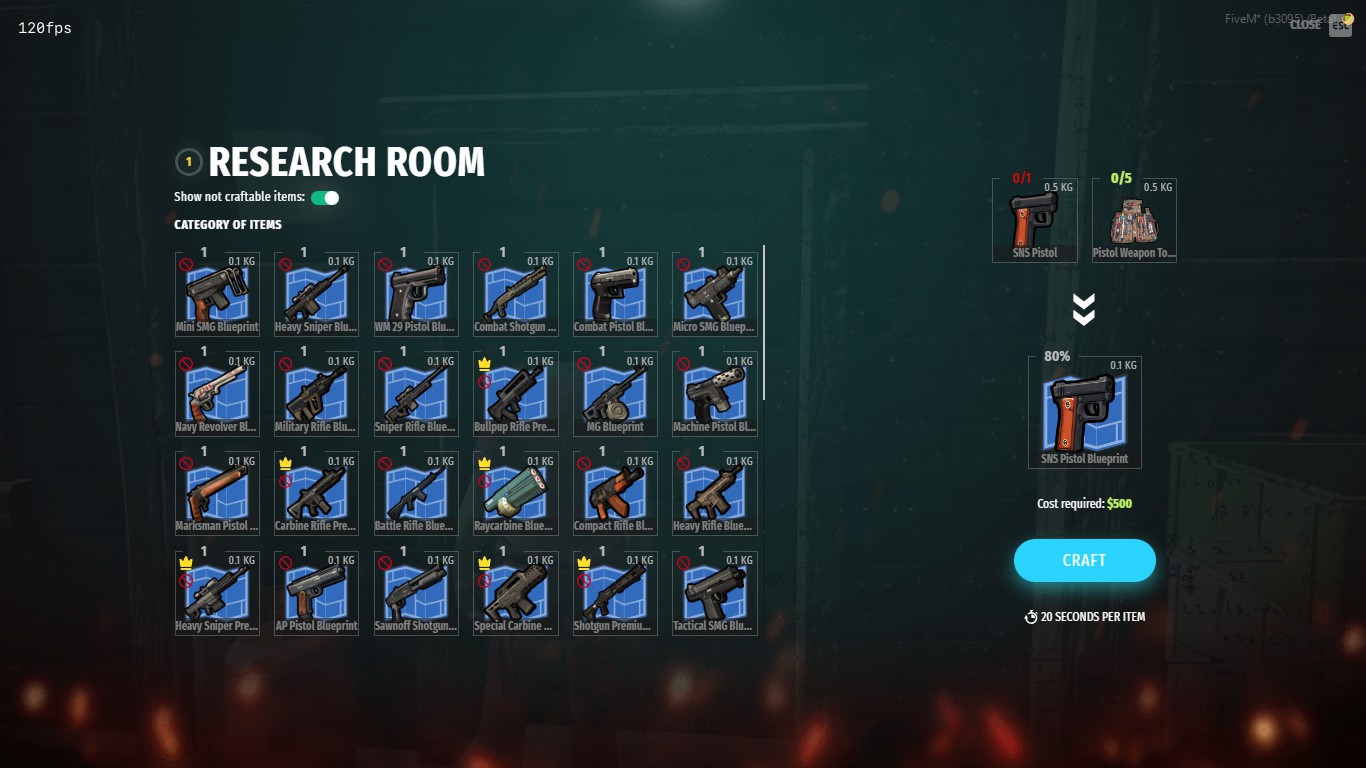 120fps
FiveM* (b3095) (Beta)
CLOSE ESC
1 RESEARCH ROOM
Show not craftable items:
CATEGORY OF ITEMS
1 1 1 1 1 1
0.1 KG 0.1 KG 0.1 KG 0.1 KG 0.1 KG 0.1 KG
Mini SMG Blueprint Heavy Sniper Blu... WM 29 Pistol Blu... Combat Shotgun ... Combat Pistol Bl... Micro SMG Bluep...
1 1 1 1 1 1
0.1 KG 0.1 KG 0.1 KG 0.1 KG 0.1 KG 0.1 KG
Navy Revolver Bl... Military Rifle Blu... Sniper Rifle Blue... Bullpup Rifle Pre... MG Blueprint Machine Pistol Bl...
1 1 1 1 1 1
0.1 KG 0.1 KG 0.1 KG 0.1 KG 0.1 KG 0.1 KG
Marksman Pistol ... Carbine Rifle Pre... Battle Rifle Blue... Raycarbine Blue... Compact Rifle Bl... Heavy Rifle Blue...
1 1 1 1 1 1
0.1 KG 0.1 KG 0.1 KG 0.1 KG 0.1 KG 0.1 KG
Heavy Sniper Pre... AP Pistol Blueprint Sawnoff Shotgun... Special Carbine ... Shotgun Premiu... Tactical SMG Blu...
0/1 0/5
0.5 KG 0.5 KG
SNS Pistol Pistol Weapon To...
80%
0.1 KG
SNS Pistol Blueprint
Cost required: $500
CRAFT
20 SECONDS PER ITEM